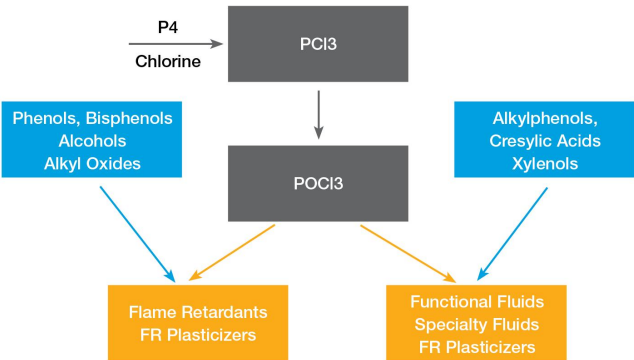 P4
Chlorine
PCl3
Phenols, Bisphenols
Alcohols
Alkyl Oxides
Alkylphenols,
Cresylic Acids
Xylenols
POCl3
Flame Retardants
FR Plasticizers
Functional Fluids
Specialty Fluids
FR Plasticizers